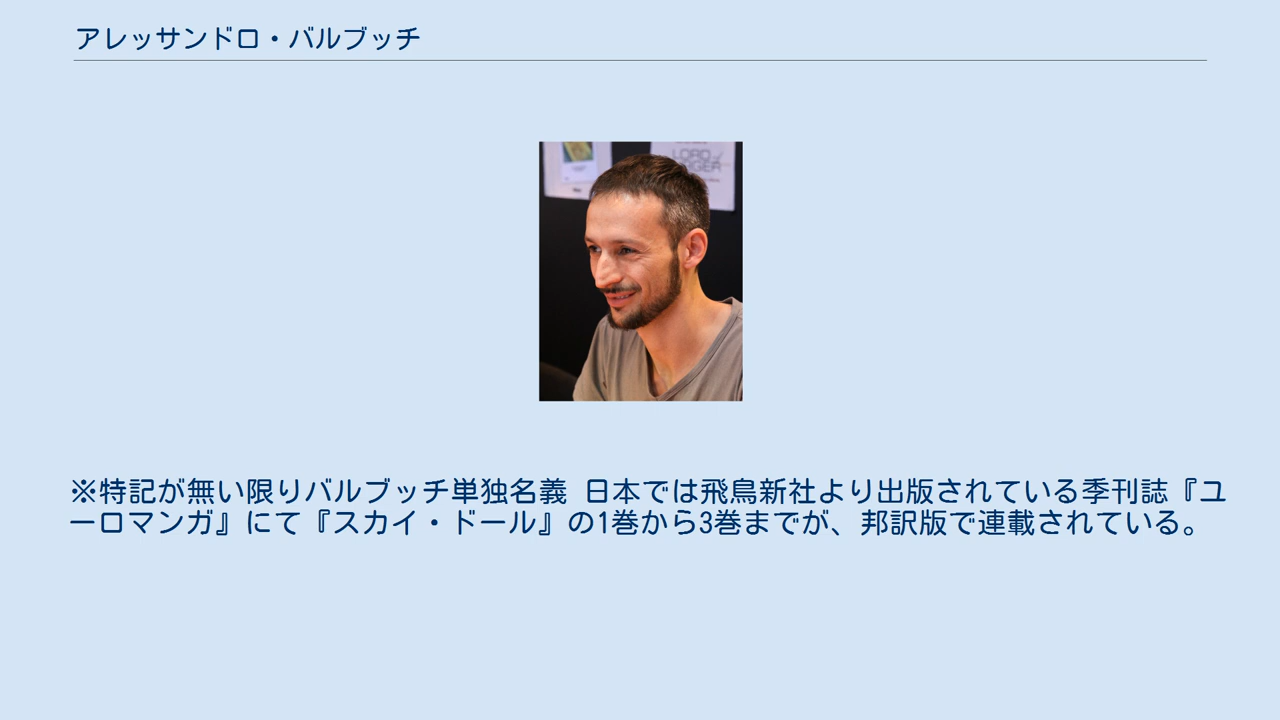 アレッサンドロ・バルブッチ
LORD
※特記が無い限りバルブッチ単独名義 日本では飛鳥新社より出版されている季刊誌『ユ
ーロマンガ』にて『スカイ・ドール』の1巻から3巻までが、邦訳版で連載されている。